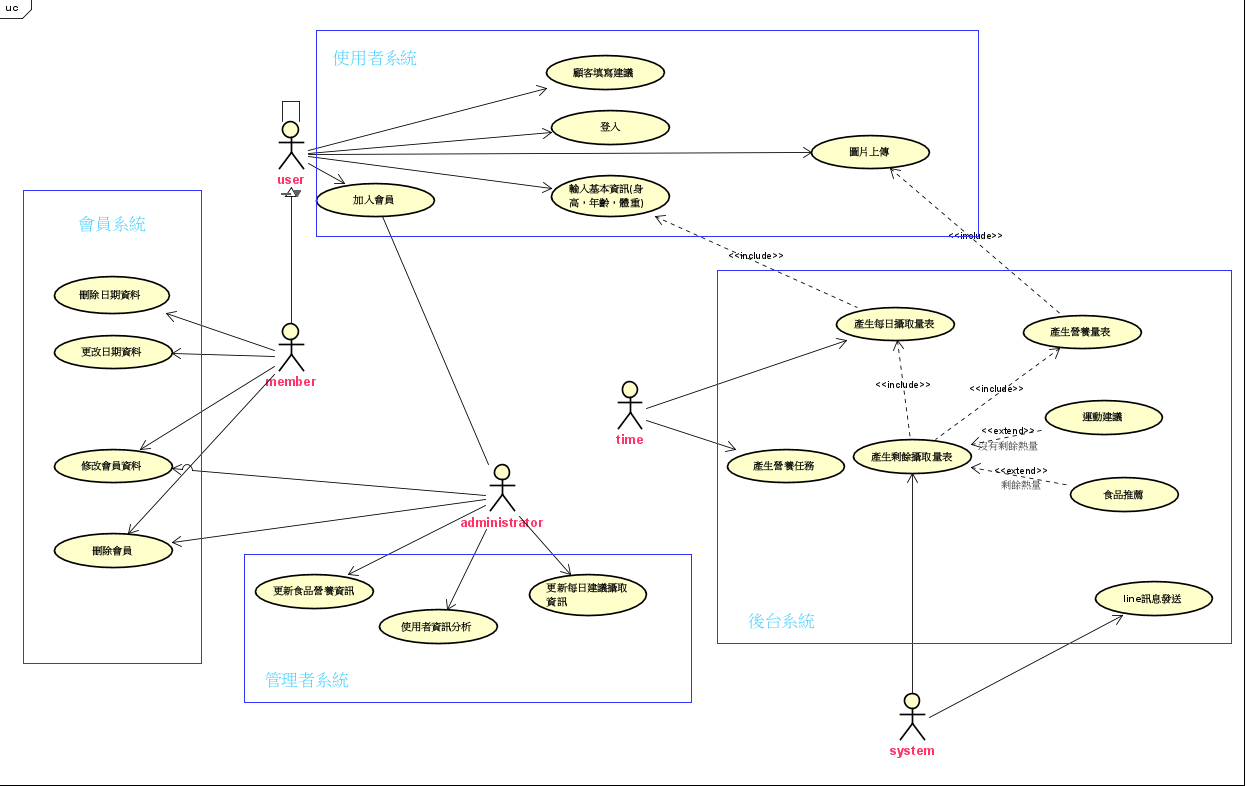 uc
使用者系統
顧客填寫建議
登入
圖片上傳
user
加入會員
輸入基本資訊(身
高，年齡，體重)
<<include>>
<<include>>
會員系統
刪除日期資料
更改日期資料
member
修改會員資料
刪除會員
產生每日攝取量表
產生營養量表
<<include>>
<<include>>
time
運動建議
<<extend>>
沒有剩餘熱量
產生營養任務
產生剩餘攝取量表
<<extend>>
剩餘熱量
食品推薦
administrator
更新食品營養資訊
使用者資訊分析
更新每日建議攝取
資訊
管理者系統
line訊息發送
後台系統
system